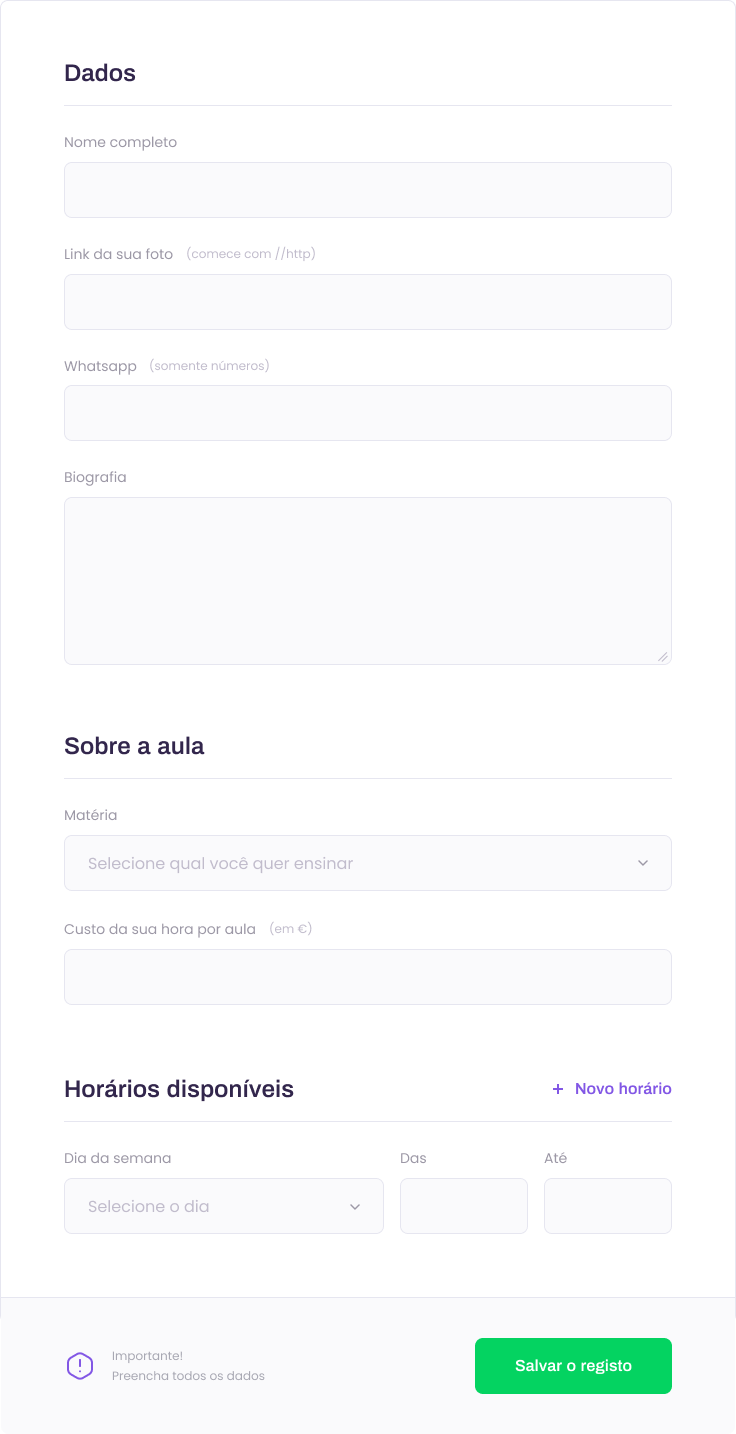 Dados
Nome completo
Link da sua foto (comece com //http)
Whatsapp (somente números)
Biografia
Sobre a aula
Matéria
Selecione qual você quer ensinar
Custo da sua hora por aula (em €)
Horários disponíveis + Novo horário
Dia da semana Das Até
Selecione o dia
Importante!
Preencha todos os dados
Salvar o registo